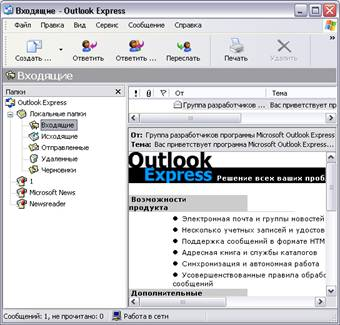 Входящие - Outlook Express
Файл Правка Вид Сервис Сообщение Справка
Создать ... Ответить Ответить ... Переслать Печать Удалить
Входящие
Папки
Outlook Express
Локальные папки
Входящие
Исходящие
Отправленные
Удаленные
Черновики
1
Microsoft News
Newsreader
От Тема
Группа разработчиков ... Вас приветствует пр
От: Группа разработчиков программы Microsoft Outlook Express
Тема: Вас приветствует программа Microsoft Outlook Express
Outlook
Express Решение всех ваших проб
Возможности
продукта
Электронная почта и группы новостей
Несколько учетных записей и удостов
Поддержка сообщений в формате HTM
Адресная книга и службы каталогов
Синхронизация и автономная работа
Усовершенствованные правила обрабо
сообщений
Дополнительные
Сообщений: 1, не прочитано: 0 Работа в сети